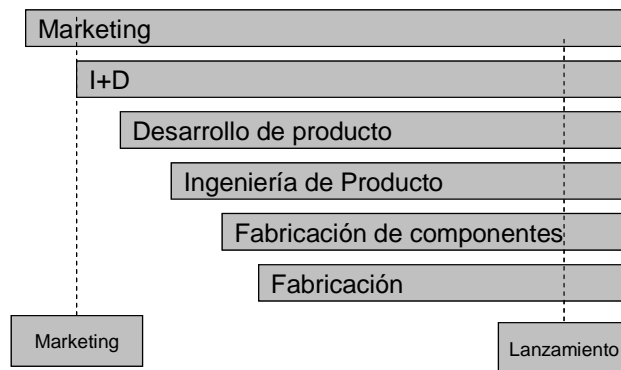 Marketing
I+D
Desarrollo de producto
Ingeniería de Producto
Fabricación de componentes
Fabricación
Marketing
Lanzamiento